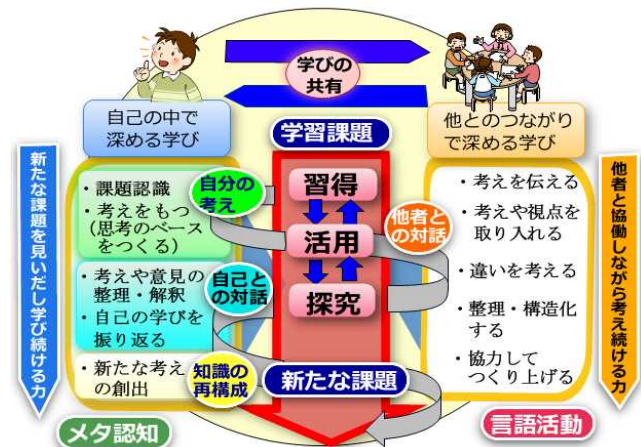 学びの
共有
自己の中で
深める学び
学習課題
他とのつながり
で深める学び
新たな課題を見いだし学び続ける力
・課題認識
・考えをもつ
（思考のベース
をつくる）
・考えや意見の
整理・解釈
・自己の学びを
振り返る
・新たな考え
の創出
自分の
考え
自己との
対話
知識の
再構成
習得
活用
探究
新たな課題
他者と
の対話
・考えを伝える
・考えや視点を
取り入れる
・違いを考える
・整理・構造化
する
・協力して
つくり上げる
他者と協働しながら考え続ける力
メタ認知
言語活動